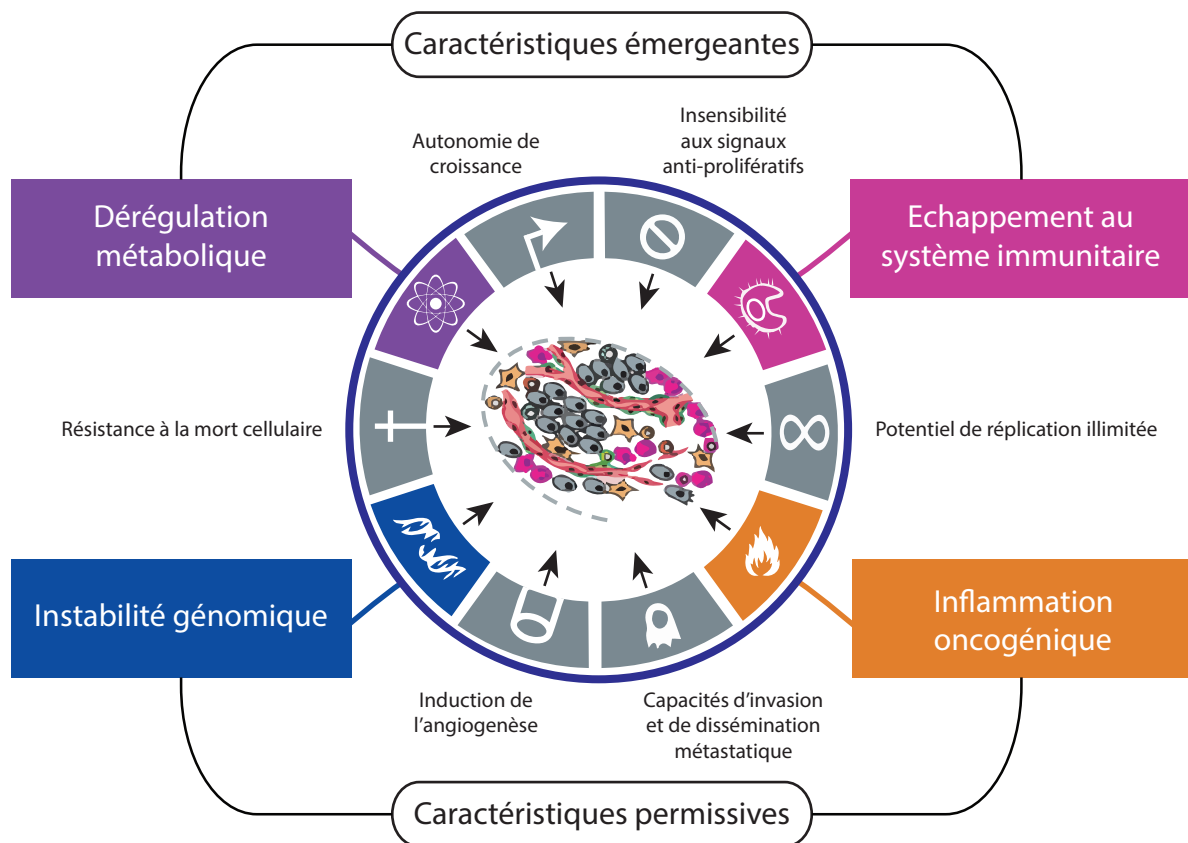 Caractéristiques émergeantes
Autonomie de
croissance
Insensibilité
aux signaux
anti-prolifératifs
Dérégulation
métabolique
Echappement au
système immunitaire
Résistance à la mort cellulaire
Potentiel de réplication illimitée
Instabilité génomique
Inflammation
oncogénique
Induction de
l'angiogenèse
Capacités d'invasion
et de dissémination
métastatique
Caractéristiques permissives